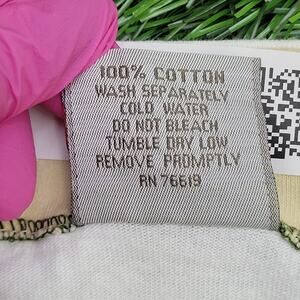 100% COTTON
WASH SEPARATELY
COLD WATER
DO NOT BLEACH
TUMBLE DRY LOW
REMOVE PROMPTLY
RN 76619